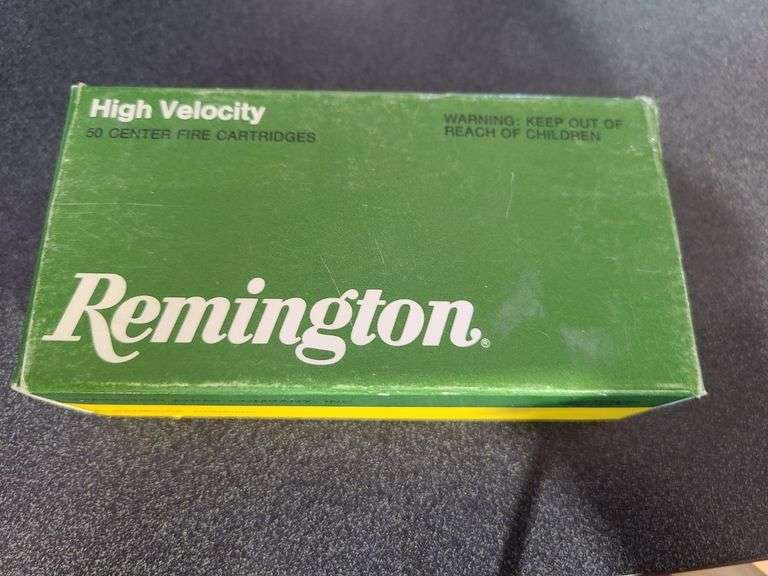 High Velocity
50 CENTER FIRE CARTRIDGES
WARNING: KEEP OUT OF
REACH OF CHILDREN
Remington®